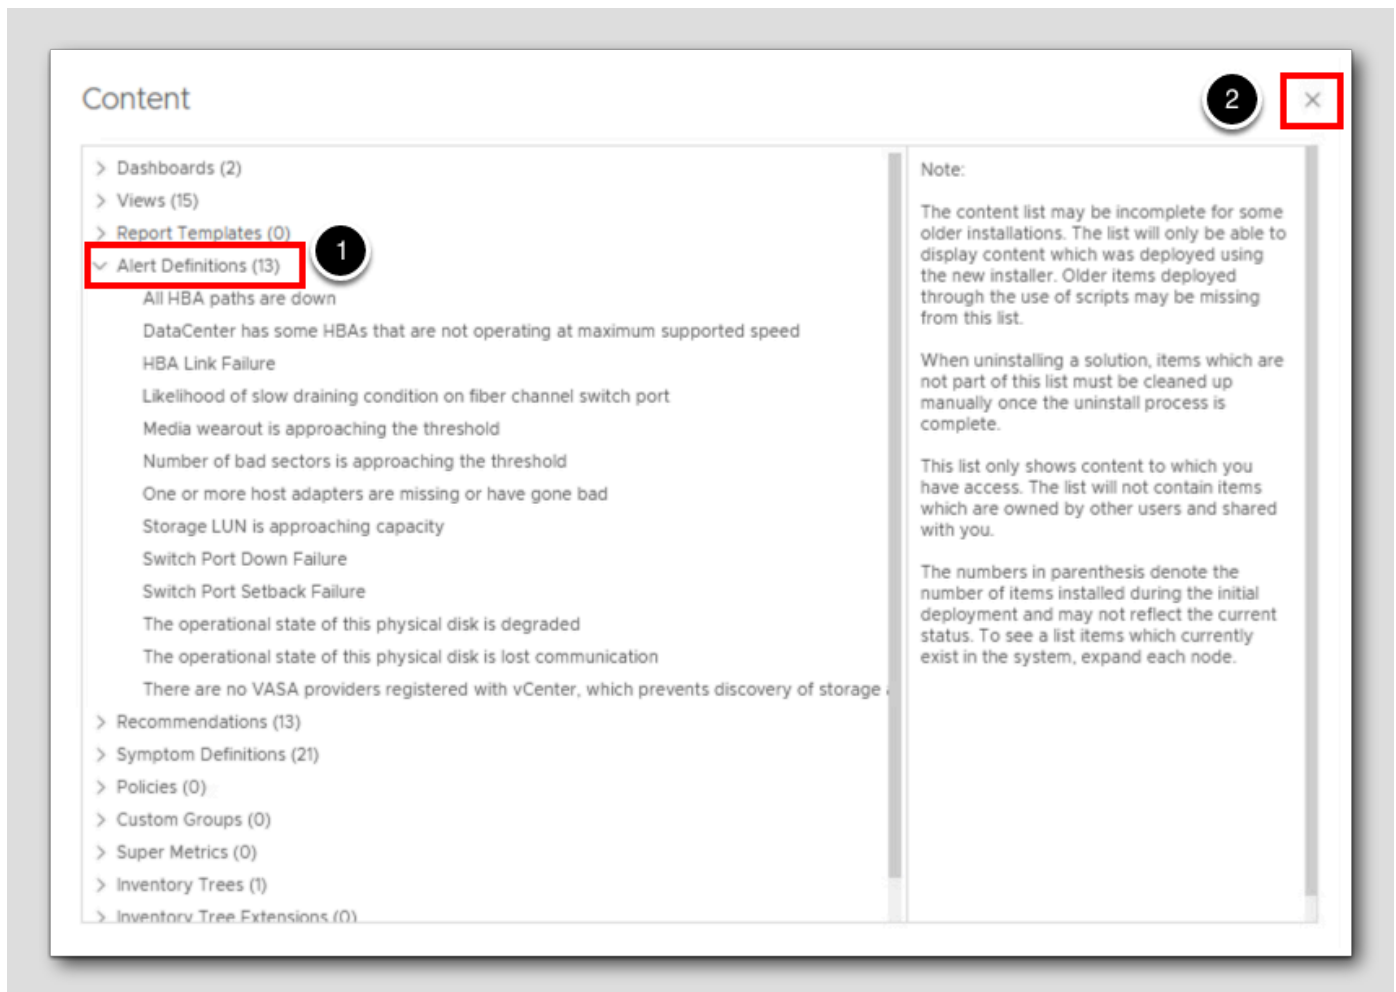 Content
2
Dashboards (2)
Views (15)
Report Templates (0)
1
Alert Definitions (13)
All HBA paths are down
DataCenter has some HBAs that are not operating at maximum supported speed
HBA Link Failure
Likelihood of slow draining condition on fiber channel switch port
Media wearout is approaching the threshold
Number of bad sectors is approaching the threshold
One or more host adapters are missing or have gone bad
Storage LUN is approaching capacity
Switch Port Down Failure
Switch Port Setback Failure
The operational state of this physical disk is degraded
The operational state of this physical disk is lost communication
There are no VASA providers registered with vCenter, which prevents discovery of storage
Recommendations (13)
Symptom Definitions (21)
Policies (0)
Custom Groups (0)
Super Metrics (0)
Inventory Trees (1)
Inventory Tree Extensions (0)
Note:
The content list may be incomplete for some
older installations. The list will only be able to
display content which was deployed using
the new installer. Older items deployed
through the use of scripts may be missing
from this list.
When uninstalling a solution, items which are
not part of this list must be cleaned up
manually once the uninstall process is
complete.
This list only shows content to which you
have access. The list will not contain items
which are owned by other users and shared
with you.
The numbers in parenthesis denote the
number of items installed during the initial
deployment and may not reflect the current
status. To see a list items which currently
exist in the system, expand each node.